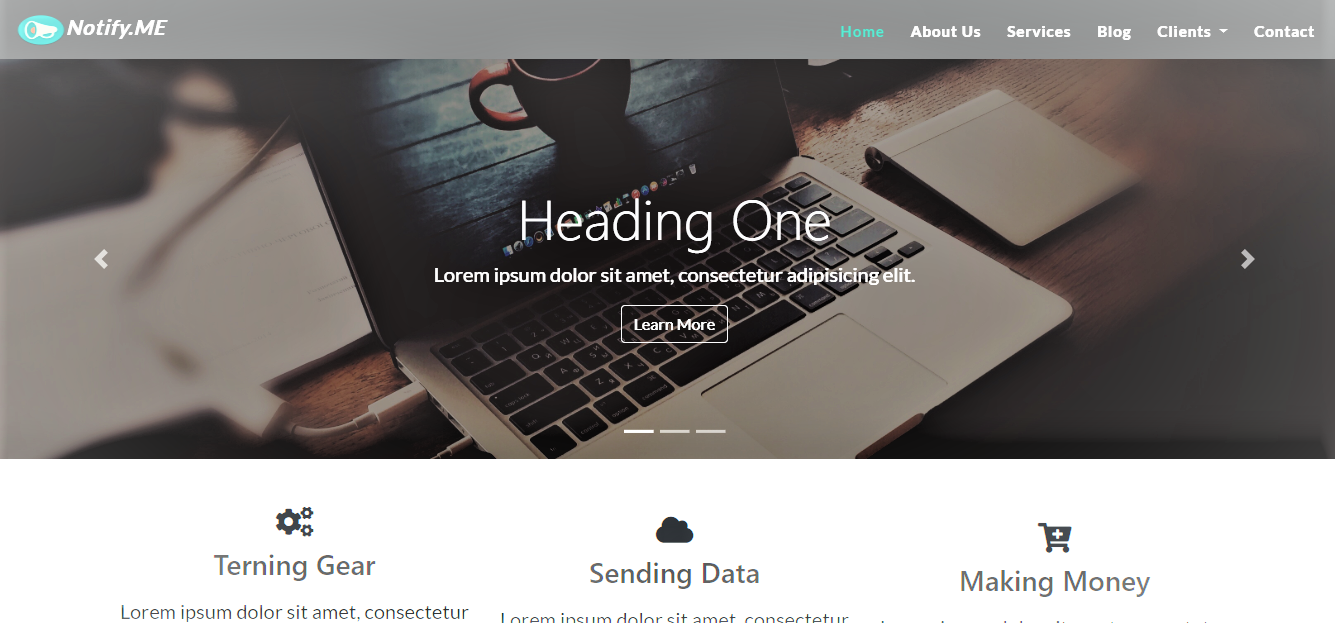 Notify.ME
Home About Us Services Blog Clients Contact
Heading One
Lorem ipsum dolor sit amet, consectetur adipisicing elit.
Learn More
Terning Gear
Sending Data
Making Money
Lorem ipsum dolor sit amet, consectetur
Lorem ipsum dolor sit amet, consectetur